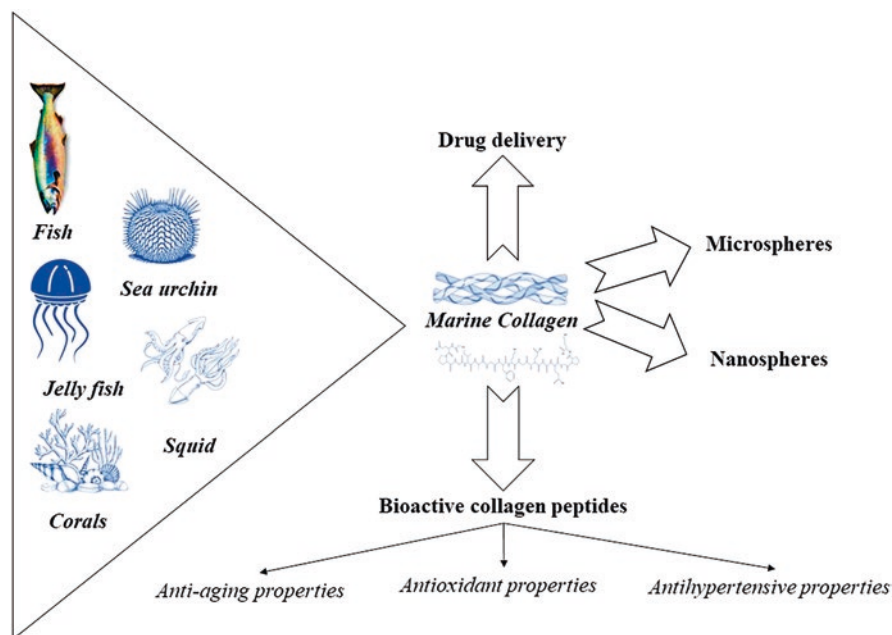 Fish
Sea urchin
Jelly fish
Squid
Corals
Drug delivery
Microspheres
Marine Collagen
Nanospheres
Bioactive collagen peptides
Anti-aging properties
Antioxidant properties
Antihypertensive properties